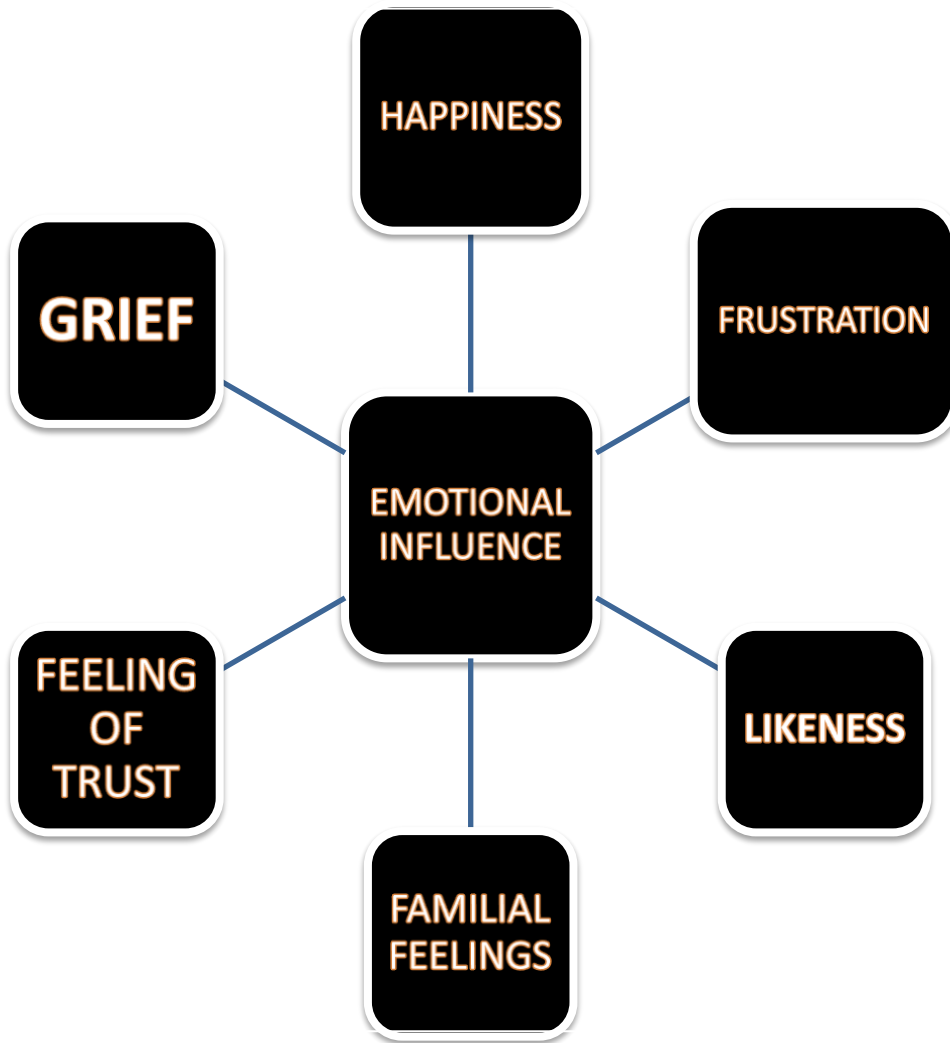 HAPPINESS
GRIEF
FRUSTRATION
EMOTIONAL
INFLUENCE
FEELING
OF
TRUST
LIKENESS
FAMILIAL
FEELINGS